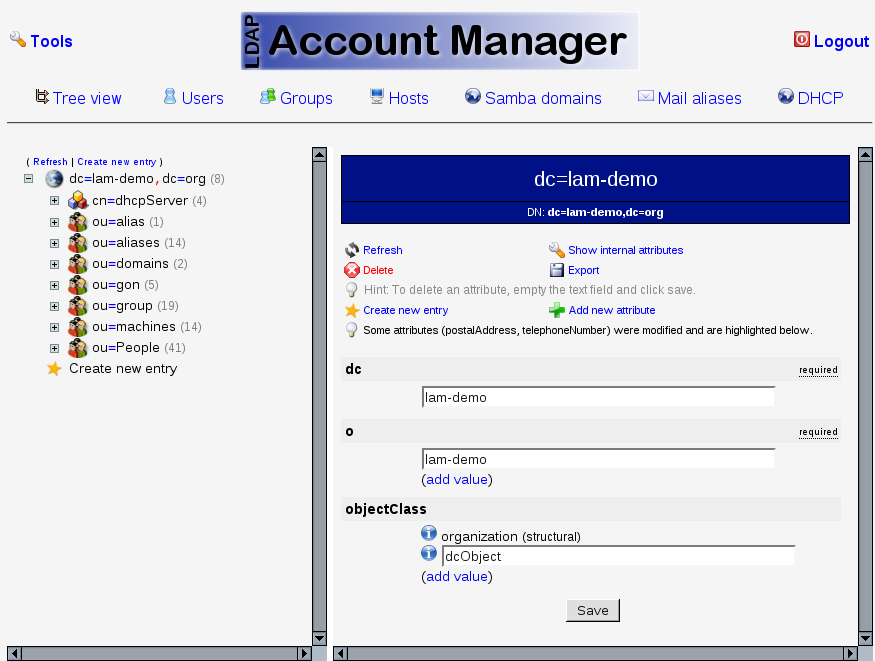 Tools
LDAP Account Manager
Logout
Tree view Users Groups Hosts Samba domains Mail aliases DHCP
( Refresh | Create new entry )
dc=lam-demo,dc=org (8)
cn=dhcpServer (4)
ou=alias (1)
ou=aliases (14)
ou=domains (2)
ou=gon (5)
ou=group (19)
ou=machines (14)
ou=People (41)
Create new entry
dc=lam-demo
DN: dc=lam-demo,dc=org
Refresh Show internal attributes
Delete Export
Hint: To delete an attribute, empty the text field and click save.
Create new entry Add new attribute
Some attributes (postalAddress, telephoneNumber) were modified and are highlighted below.
dc required
lam-demo
o required
lam-demo
(add value)
objectClass
organization (structural)
dcObject
(add value)
Save